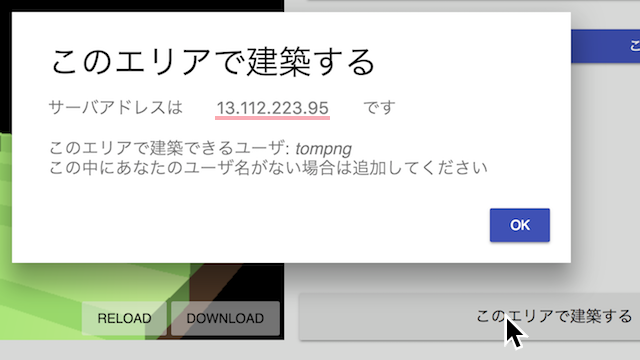 このエリアで建築する
サーバアドレスは 13.112.223.95 です
このエリアで建築できるユーザ: tompng
この中にあなたのユーザ名がない場合は追加してください
OK
こ
RELOAD DOWNLOAD
このエリアで建築する